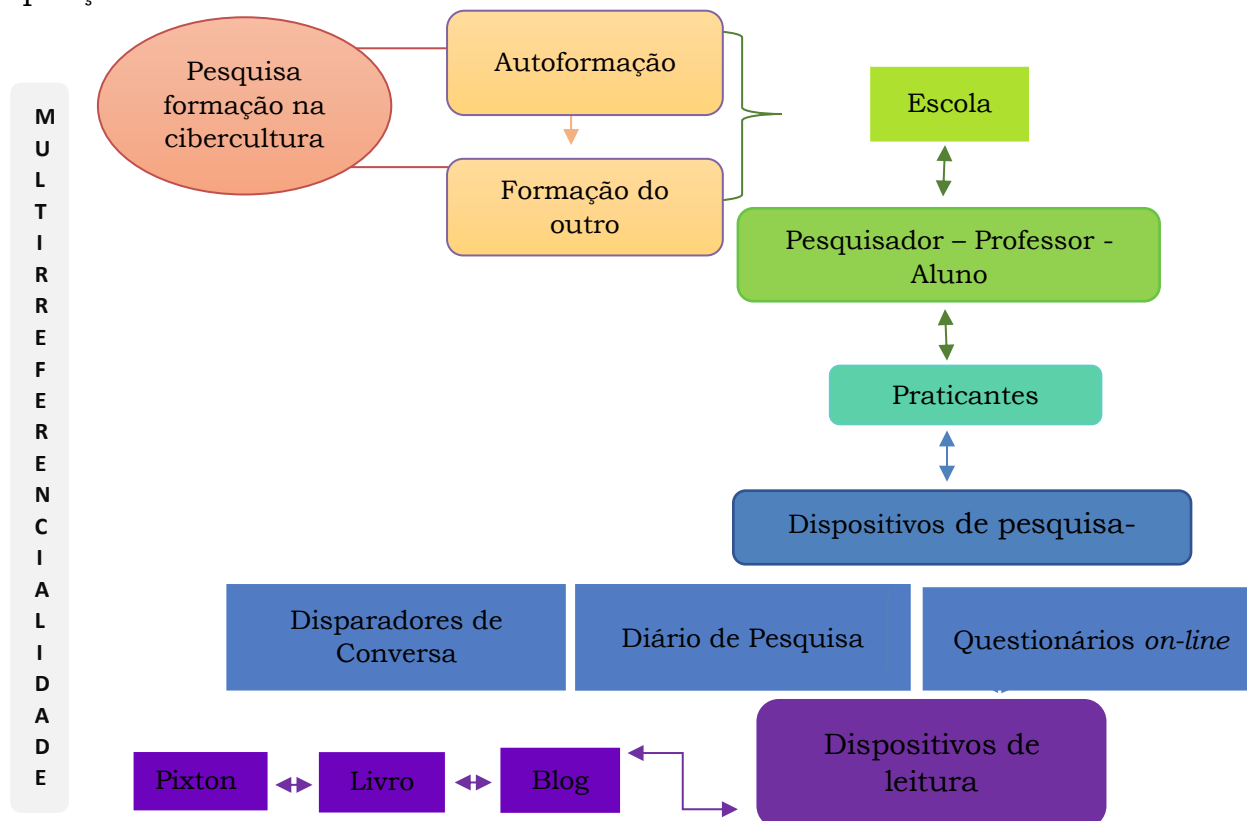 Pesquisa
formação na
cibercultura
Autoformação
Formação do
outro
Escola
Pesquisador – Professor -
Aluno
Praticantes
Dispositivos de pesquisa-
Disparadores de
Conversa
Diário de Pesquisa
Questionários on-line
Dispositivos de
leitura
Blog
Livro
Pixton
M
U
L
T
I
R
R
E
F
E
R
E
N
C
I
A
L
I
D
A
D
E